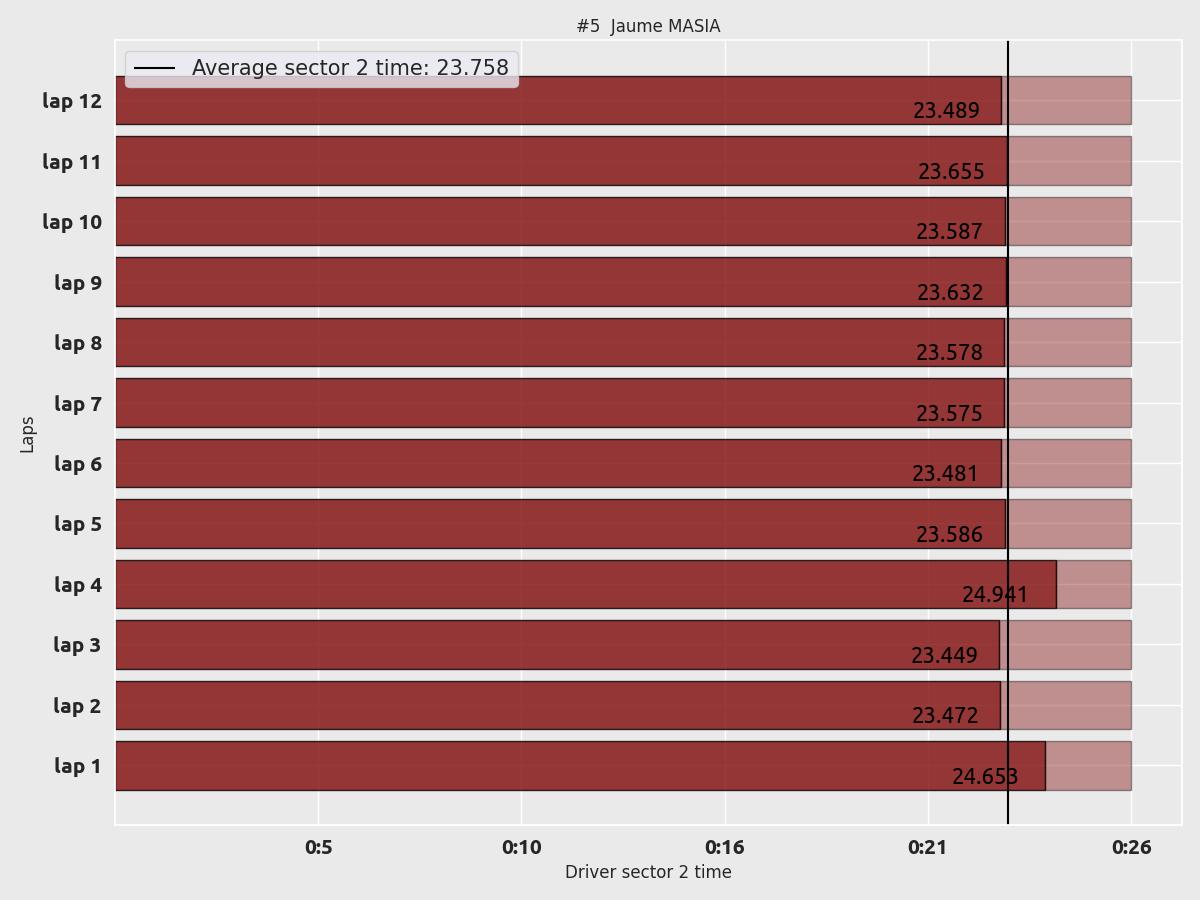 #5  Jaume MASIA
Average sector 2 time: 23.758
lap 12
23.489
lap 11
23.655
lap 10
23.587
lap 9
23.632
lap 8
23.578
lap 7
23.575
lap 6
23.481
lap 5
23.586
lap 4
24.941
lap 3
23.449
lap 2
23.472
lap 1
24.653
Laps
0:5 0:10 0:16 0:21 0:26
Driver sector 2 time